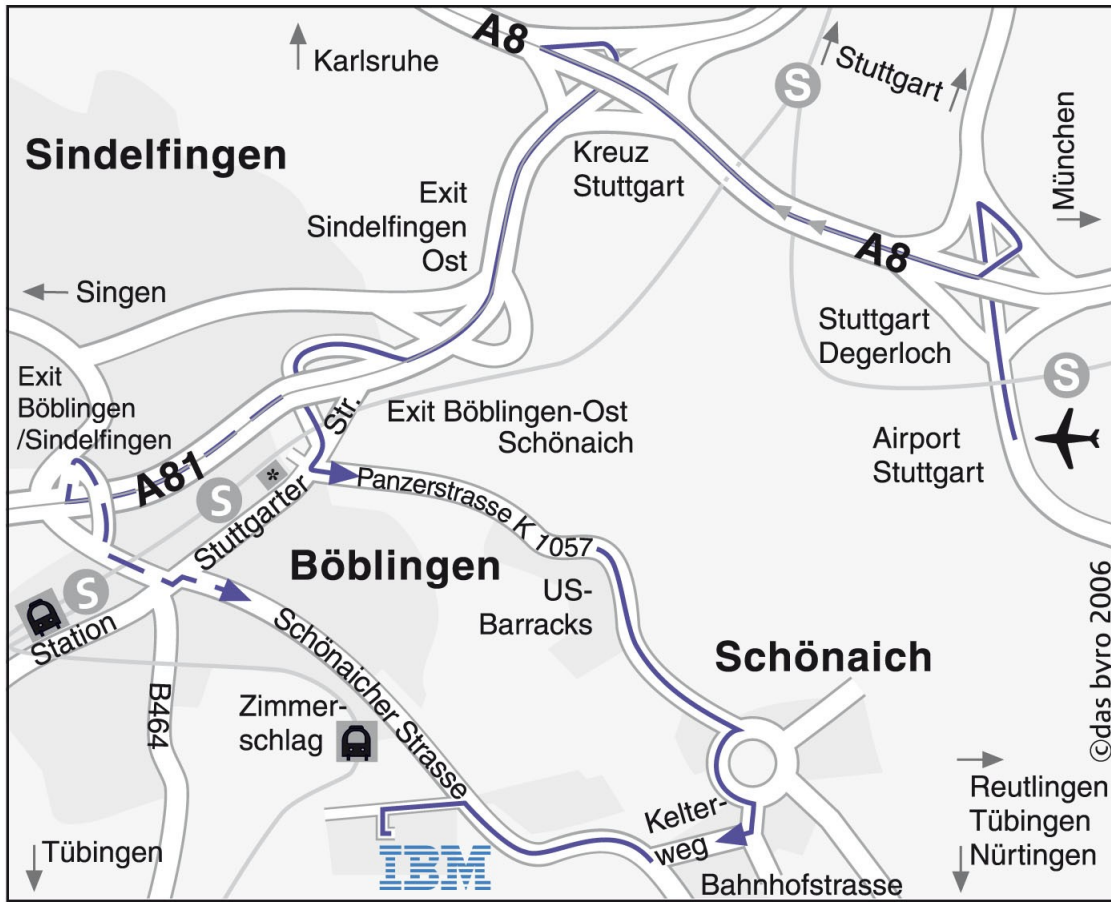 A8
Karlsruhe
S
Stuttgart
Sindelfingen
Kreuz
Stuttgart
München
Exit
Sindelfingen
Ost
A8
Singen
Stuttgart
Degerloch
S
Exit
Böblingen
/Sindelfingen
Str.
Exit Böblingen-Ost
Schönaich
Airport
Stuttgart
A81
*
S
Stuttgarter
Panzerstrasse K 1057
Böblingen
US-
Barracks
S
Station
Schönaicher Strasse
Schönaich
B464
Zimmer-
schlag
©das byro 2006
Reutlingen
Tübingen
Nürtingen
Kelter-
weg
Tübingen
IBM
Bahnhofstrasse